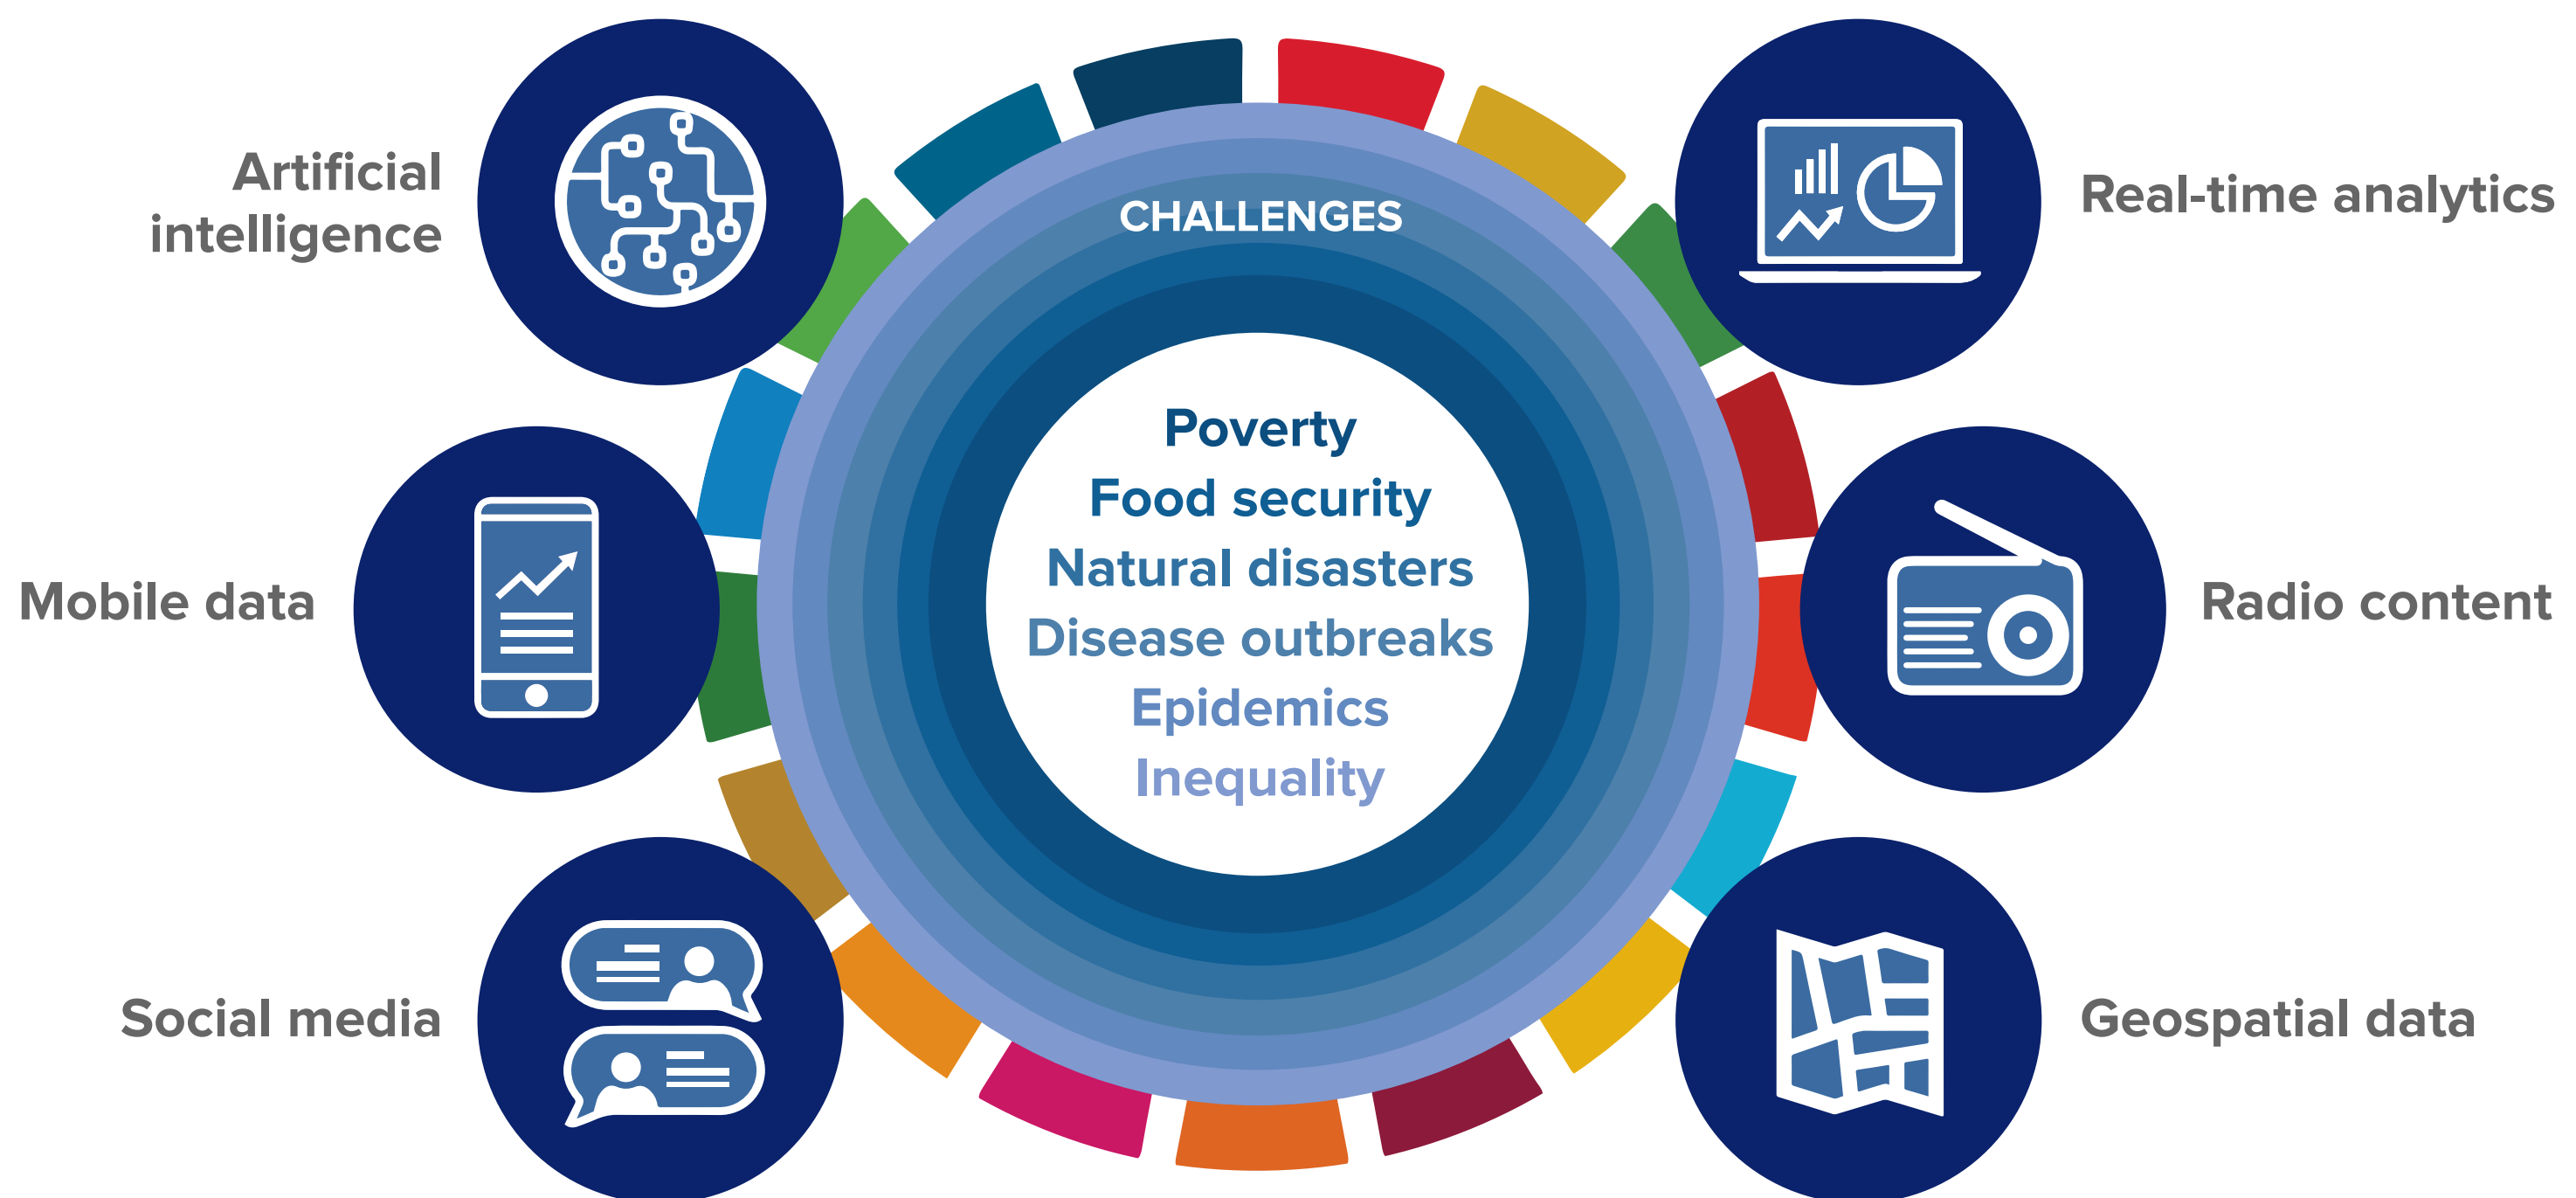 Artificial
intelligence
Mobile data
Social media
CHALLENGES
Poverty
Food security
Natural disasters
Disease outbreaks
Epidemics
Inequality
Real-time analytics
Radio content
Geospatial data